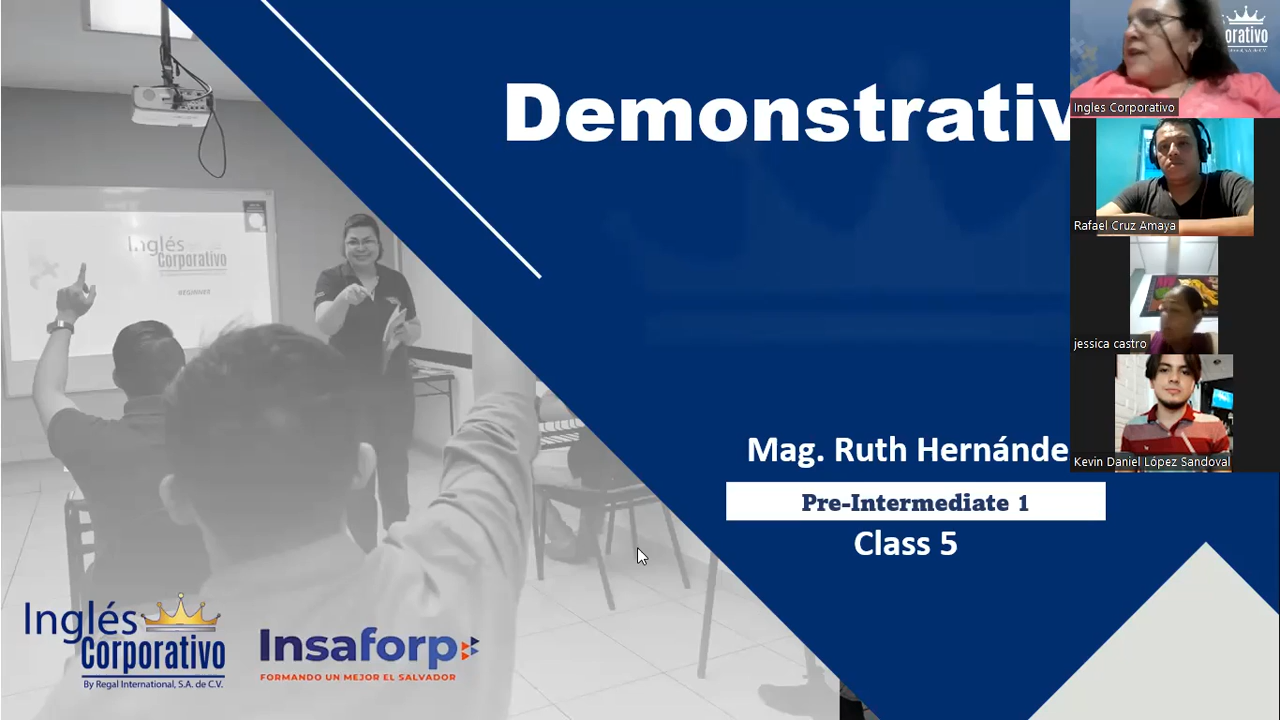 Demonstrativ
Mag. Ruth Hernánde
Pre-Intermediate 1
Class 5
Inglés
Corporativo
BEGINNER
Inglés
Corporativo
By Regal International, S.A. de C.V.
Insaforp
FORMANDO UN MEJOR EL SALVADOR
orativo
Ingles Corporativo
Rafael Cruz Amaya
jessica castro
Kevin Daniel López Sandoval